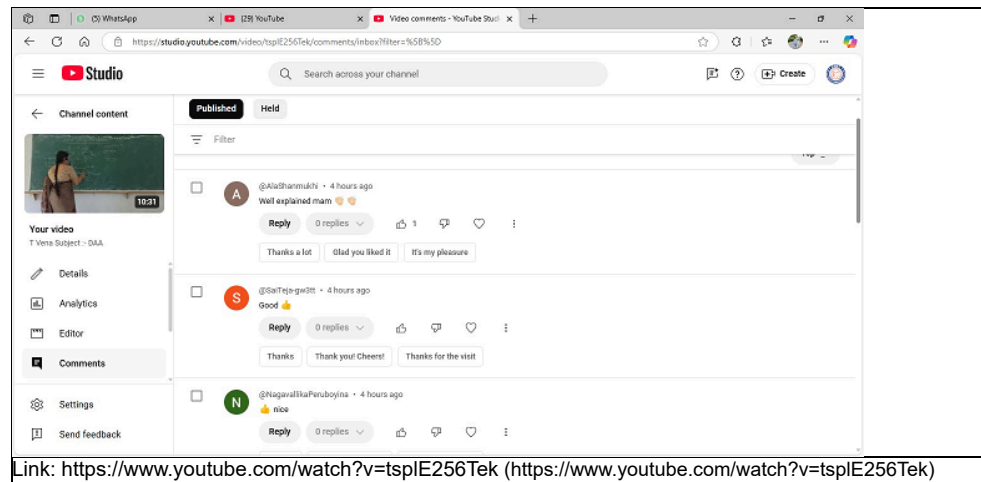 (5) WhatsApp
(29) YouTube
Video comments - YouTube Stud
https://studio.youtube.com/video/tsplE256Tek/comments/inbox?filter=%5B%5D
Studio
Search across your channel
Create
Channel content
Published
Held
Filter
10:31
Your video
T Vena Subject :- DAA
Details
Analytics
Editor
Comments
Settings
Send feedback
A
@AlaShanmukhi • 4 hours ago
Well explained mam 👏🏻 👏🏻
Reply 0 replies 1
Thanks a lot Glad you liked it It's my pleasure
S
@SaiTeja-gw3tt • 4 hours ago
Good 👍
Reply 0 replies
Thanks Thank you! Cheers! Thanks for the visit
N
@NagavallikaPeruboyina • 4 hours ago
👍 nice
Reply 0 replies
Link: https://www.youtube.com/watch?v=tsplE256Tek (https://www.youtube.com/watch?v=tsplE256Tek)